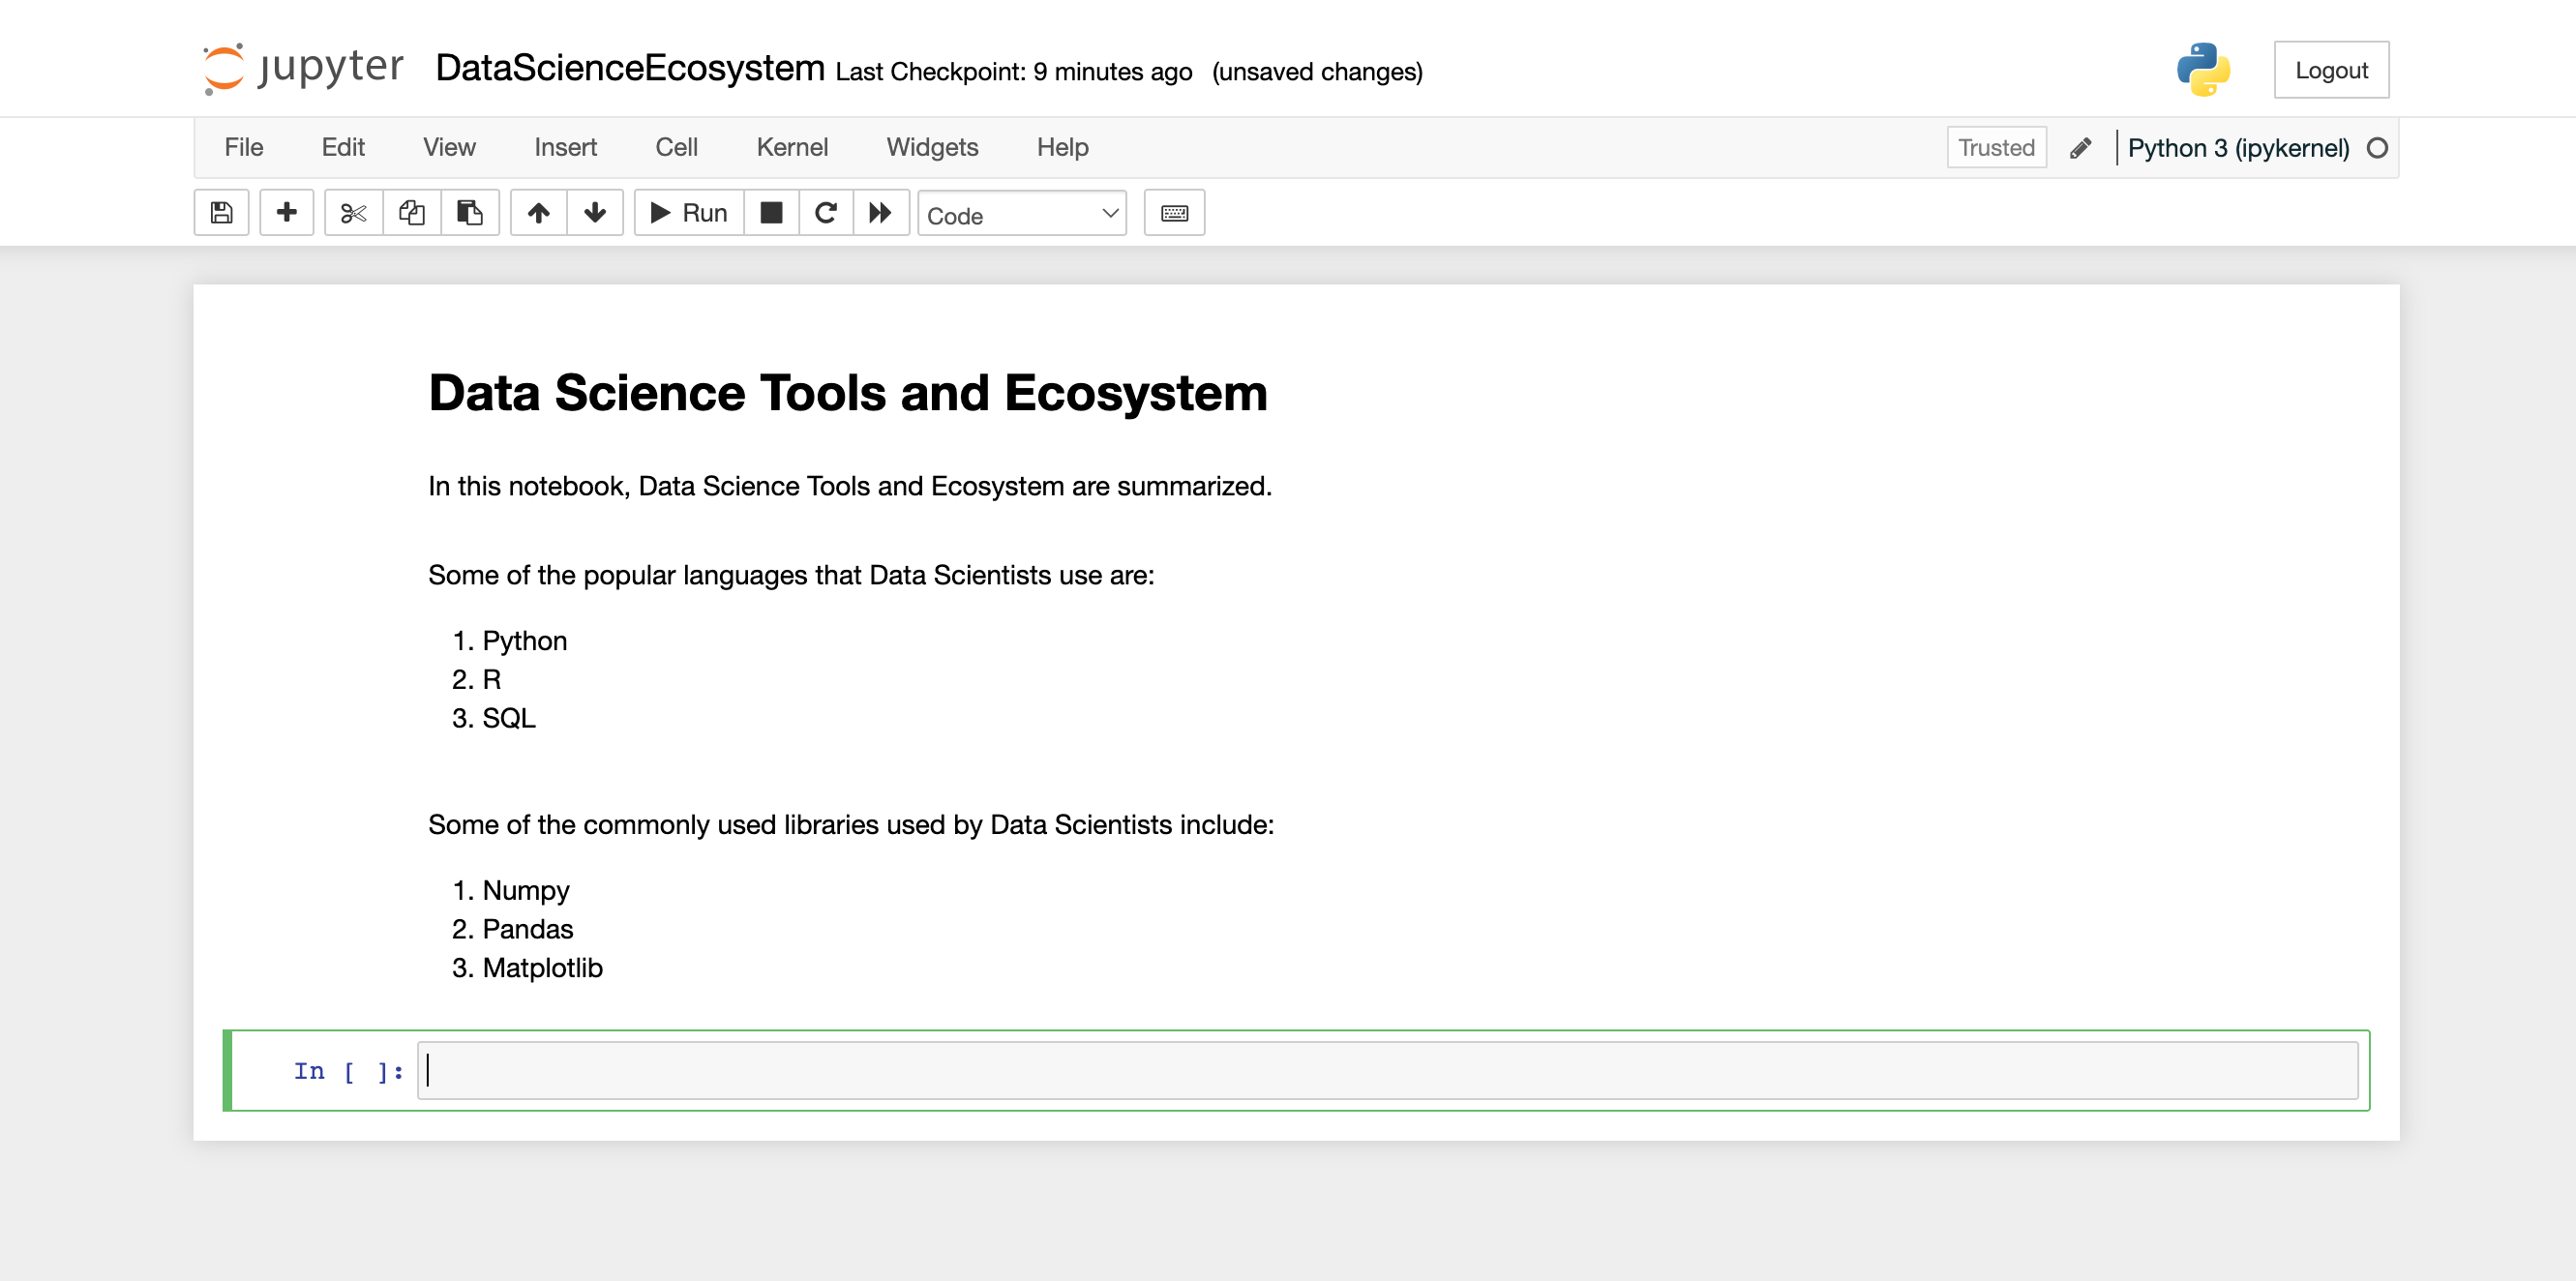 jupyter DataScienceEcosystem Last Checkpoint: 9 minutes ago (unsaved changes) Logout
File Edit View Insert Cell Kernel Widgets Help Trusted Python 3 (ipykernel)
Run Code
Data Science Tools and Ecosystem
In this notebook, Data Science Tools and Ecosystem are summarized.
Some of the popular languages that Data Scientists use are:
1. Python
2. R
3. SQL
Some of the commonly used libraries used by Data Scientists include:
1. Numpy
2. Pandas
3. Matplotlib
In [ ]: